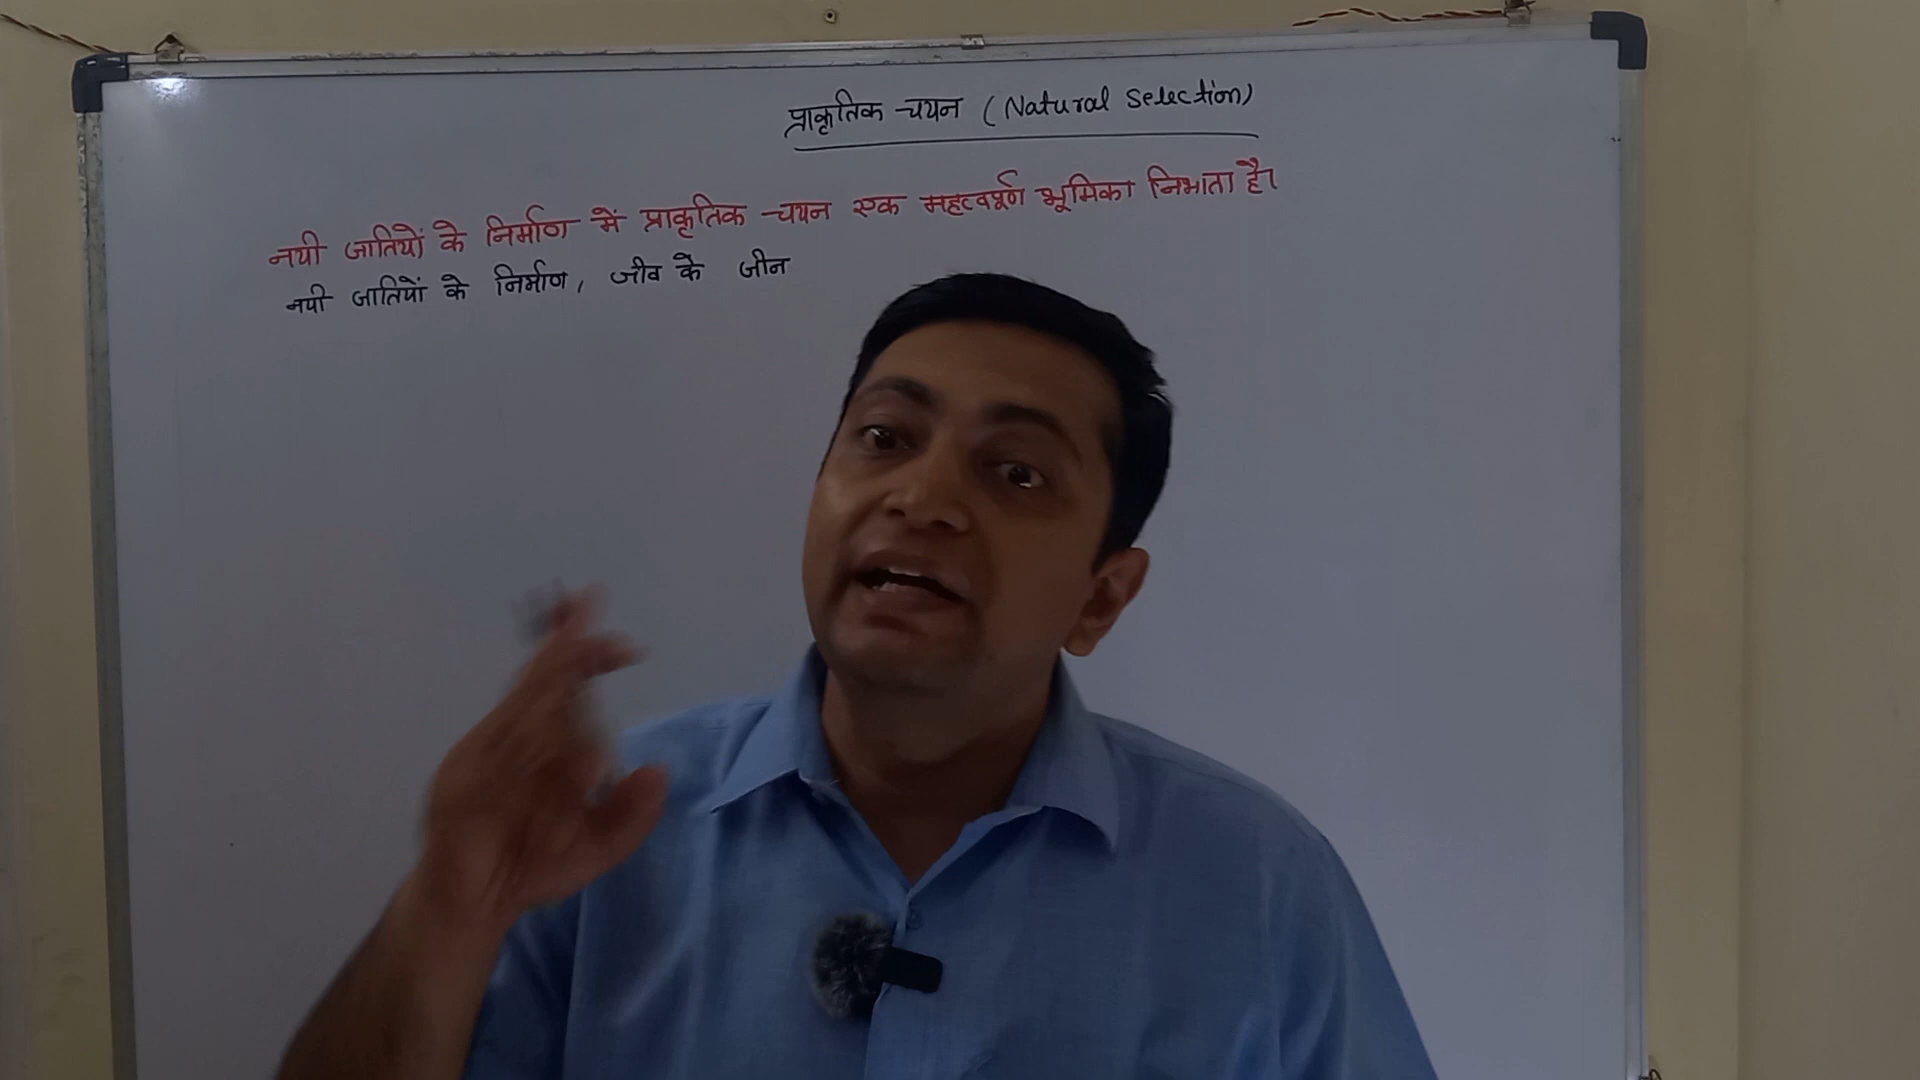 प्राकृतिक चयन (Natural Selection)
नयी जातियों के निर्माण में प्राकृतिक चयन एक महत्वपूर्ण भूमिका निभाता है।
नयी जातियों के निर्माण, जीव के जीन